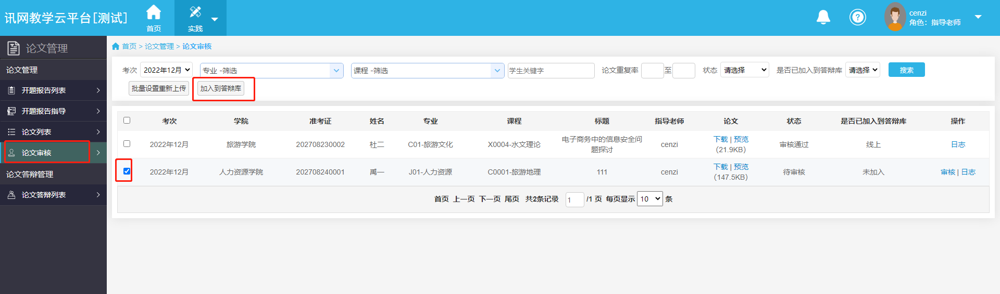 讯网教学云平台[测试]
首页
实践
cenzi
角色：指导老师
论文管理
论文管理
开题报告列表
开题报告指导
论文列表
论文审核
论文答辩管理
论文答辩列表
首页 > 论文管理 > 论文审核
考次 2022年12月 专业 -筛选 课程 -筛选 学生关键字 论文重复率 至 状态 请选择 是否已加入到答辩库 请选择 搜索
批量设置重新上传 加入到答辩库
考次 学院 准考证 姓名 专业 课程 标题 指导老师 论文 状态 是否已加入到答辩库 操作
2022年12月 旅游学院 202708230002 杜二 C01-旅游文化 X0004-水文理论 电子商务中的信息安全问题探讨 cenzi 下载 | 预览 (21.9KB) 审核通过 线上 日志
2022年12月 人力资源学院 202708240001 禹一 J01-人力资源 C0001-旅游地理 111 cenzi 下载 | 预览 (147.5KB) 待审核 未加入 审核 | 日志
首页 上一页 下一页 尾页 共2条记录 1 /1 页 每页显示 10 条